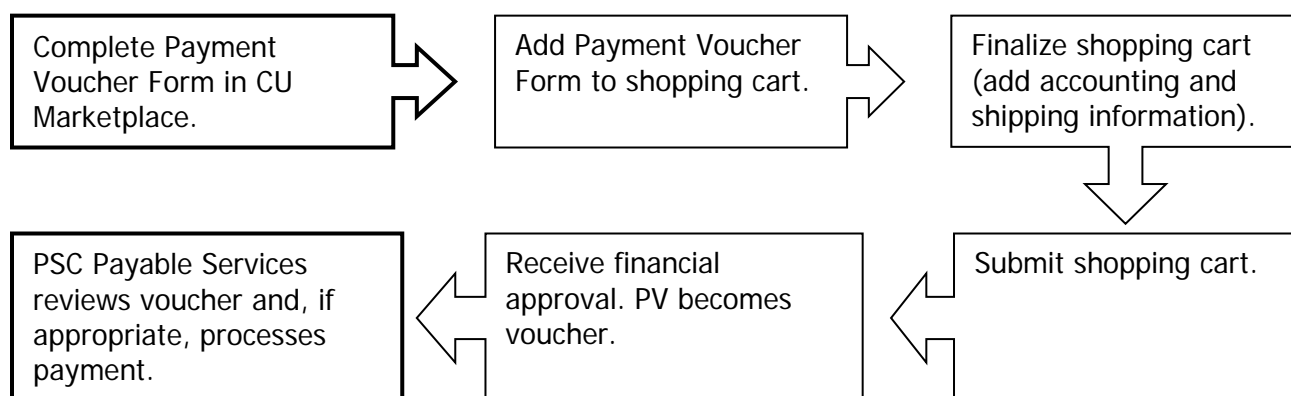 Complete Payment
Voucher Form in CU
Marketplace.
Add Payment Voucher
Form to shopping cart.
Finalize shopping cart
(add accounting and
shipping information).
Submit shopping cart.
Receive financial
approval. PV becomes
voucher.
PSC Payable Services
reviews voucher and, if
appropriate, processes
payment.